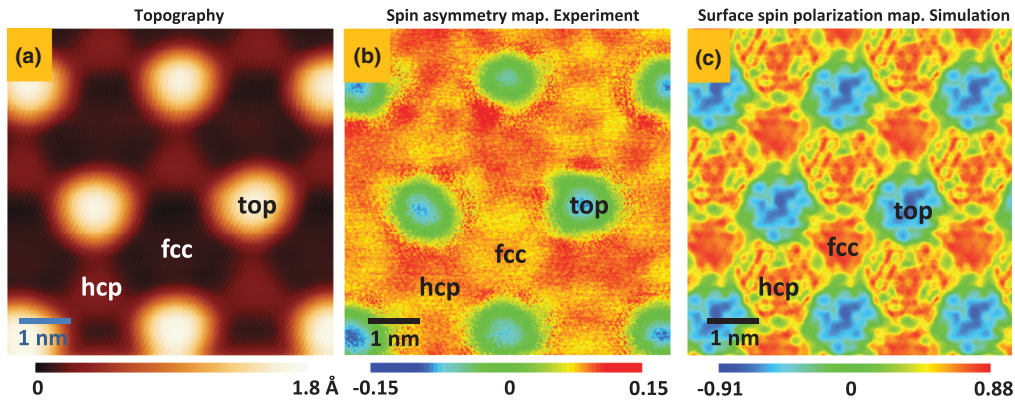 Topography
Spin asymmetry map. Experiment
Surface spin polarization map. Simulation
(a)
(b)
(c)
top
fcc
hcp
1 nm
top
fcc
hcp
1 nm
top
fcc
hcp
1 nm
0
1.8 Å
-0.15
0
0.15
-0.91
0
0.88